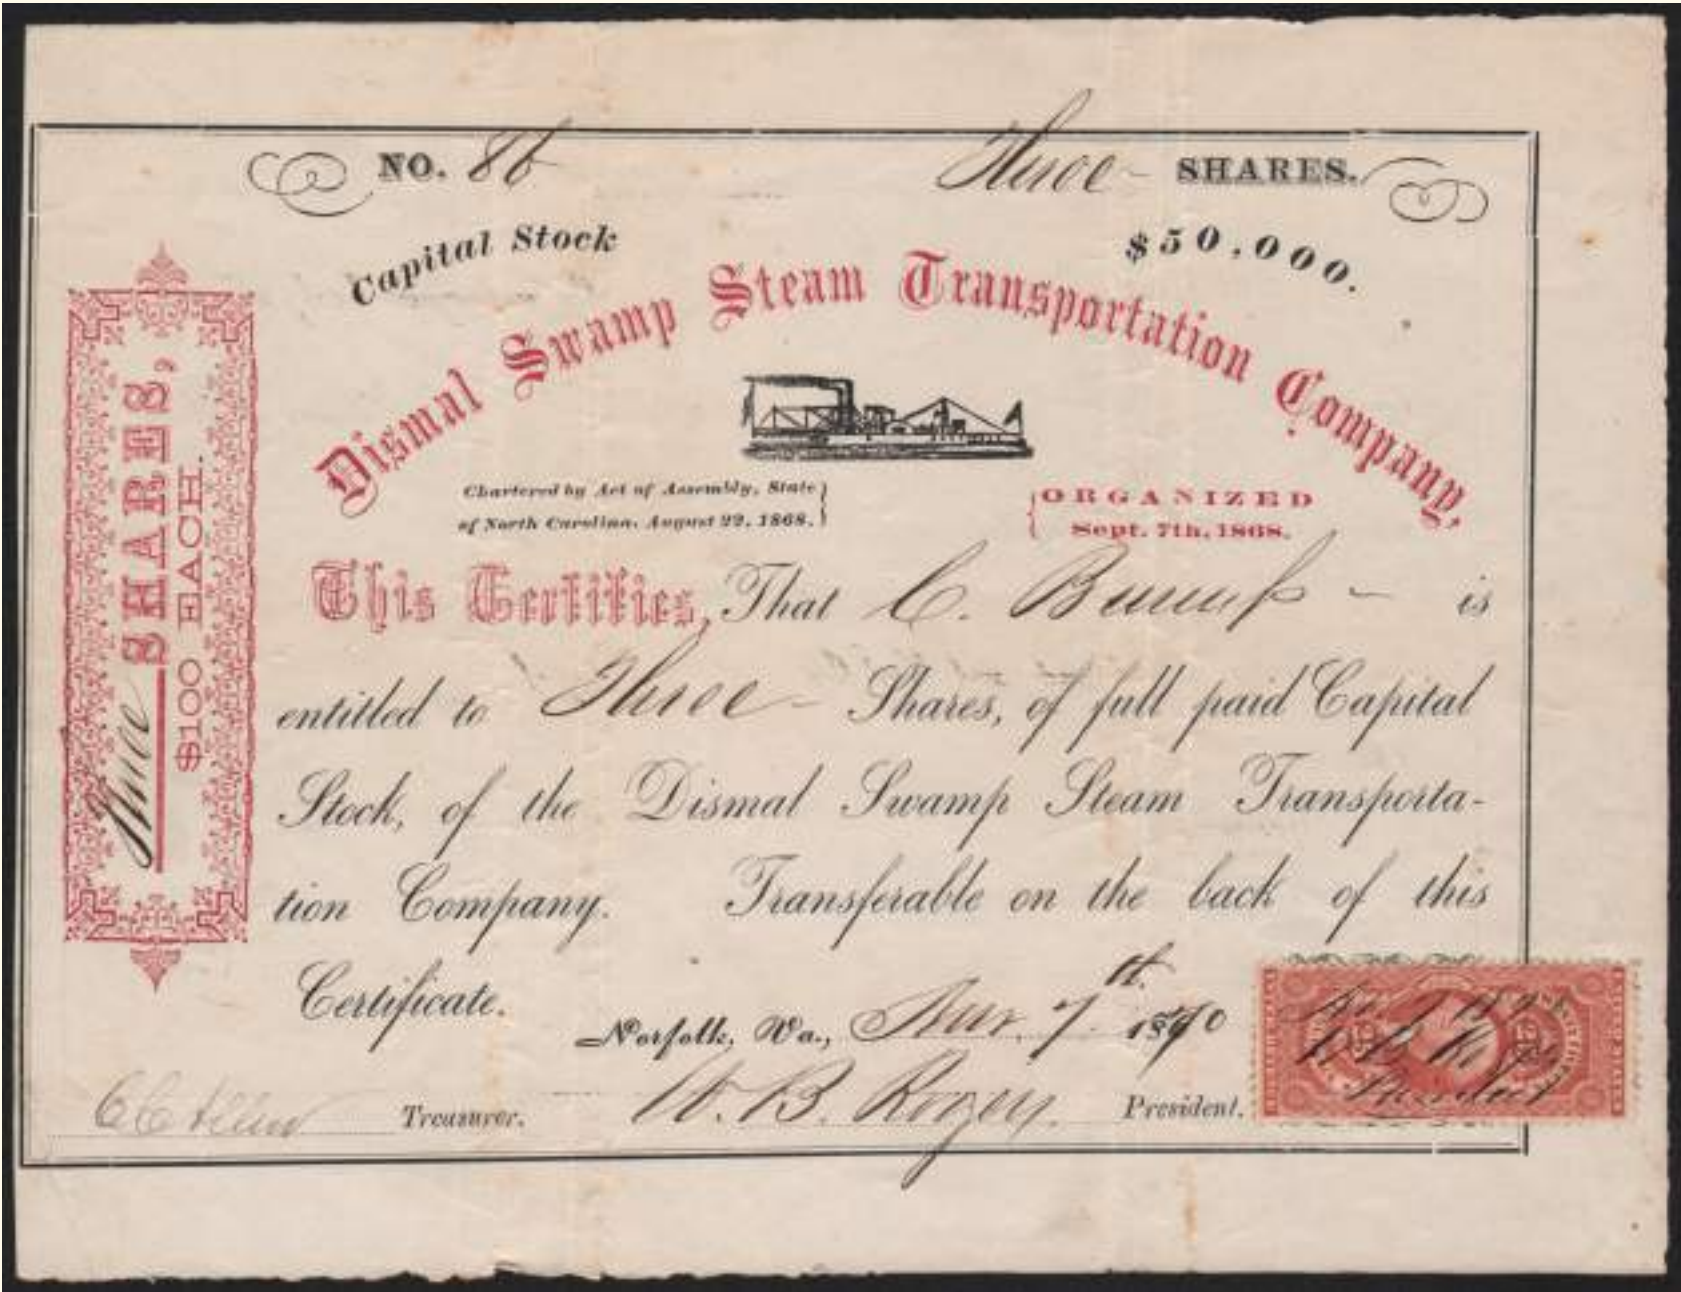 NO. 86
Three SHARES.
Capital Stock $50,000.
Dismal Swamp Steam Transportation Company,
Chartered by Act of Assembly, State
of North Carolina, August 22, 1868.
ORGANIZED
Sept. 7th, 1868.
Three SHARES,
$100 EACH.
This Certifies, That C. is
entitled to Three Shares, of full paid Capital
Stock, of the Dismal Swamp Steam Transporta-
tion Company. Transferable on the back of this
Certificate.
Norfolk, Va., 7th 1870
Treasurer. W. B. Rogers. President.